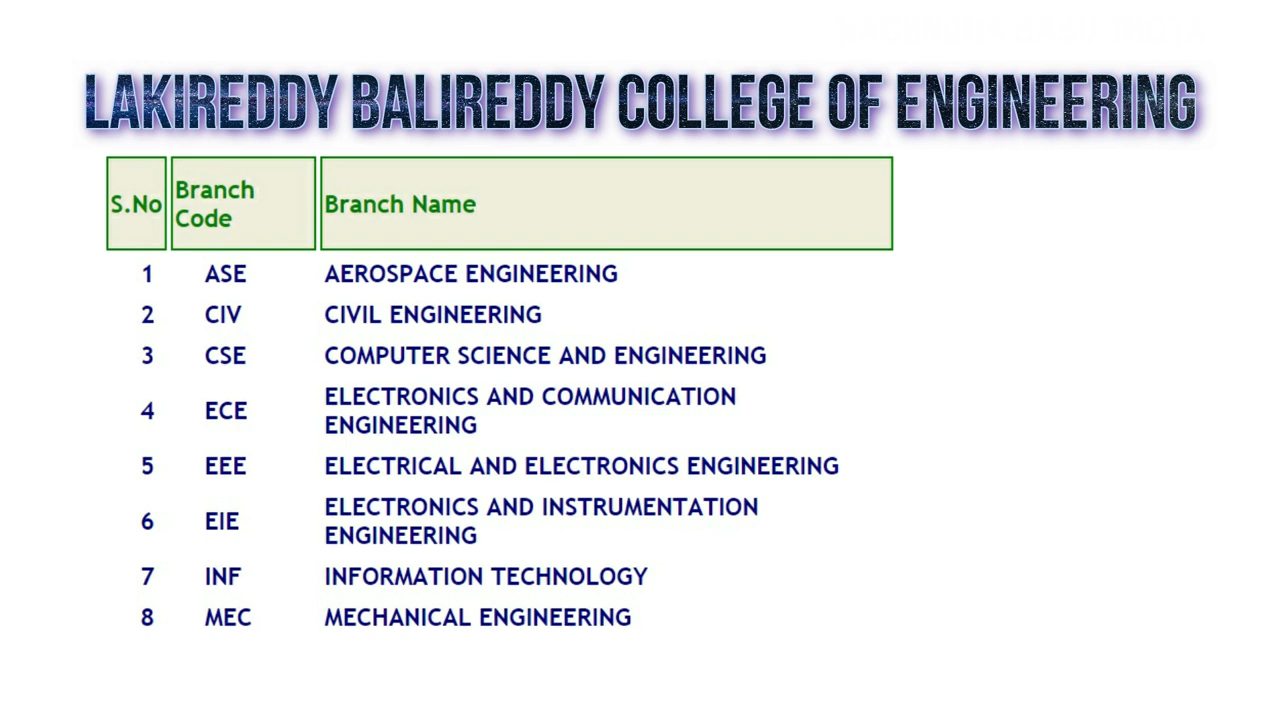 LAKIREDDY BALIREDDY COLLEGE OF ENGINEERING
S.No Branch Code Branch Name
1 ASE AEROSPACE ENGINEERING
2 CIV CIVIL ENGINEERING
3 CSE COMPUTER SCIENCE AND ENGINEERING
4 ECE ELECTRONICS AND COMMUNICATION
ENGINEERING
5 EEE ELECTRICAL AND ELECTRONICS ENGINEERING
6 EIE ELECTRONICS AND INSTRUMENTATION
ENGINEERING
7 INF INFORMATION TECHNOLOGY
8 MEC MECHANICAL ENGINEERING